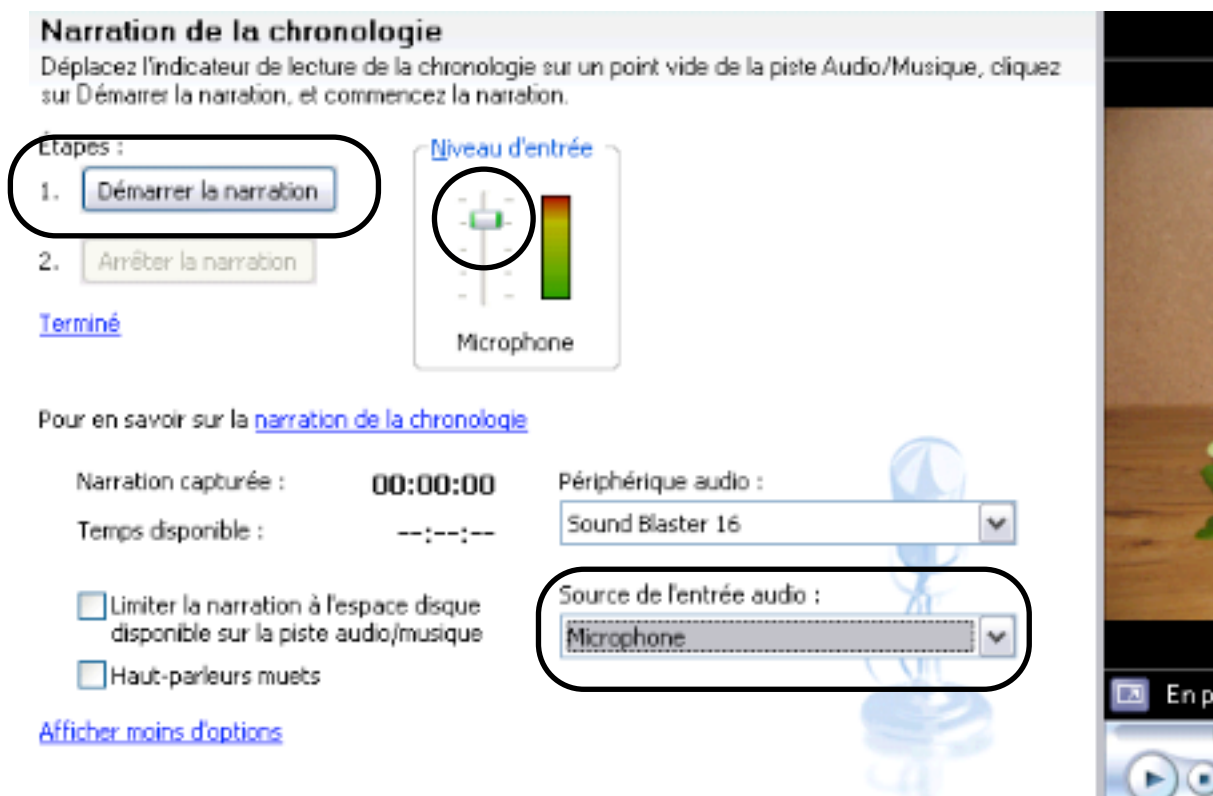 Narration de la chronologie
Déplacez l'indicateur de lecture de la chronologie sur un point vide de la piste Audio/Musique, cliquez
sur Démarrer la narration, et commencez la narration.
Étapes :
1. Démarrer la narration
2. Arrêter la narration
Terminé
Niveau d'entrée
Microphone
Pour en savoir sur la narration de la chronologie
Narration capturée : 00:00:00
Temps disponible : --:--:--
Périphérique audio :
Sound Blaster 16
Limiter la narration à l'espace disque
disponible sur la piste audio/musique
Haut-parleurs muets
Source de l'entrée audio :
Microphone
Afficher moins d'options
En p